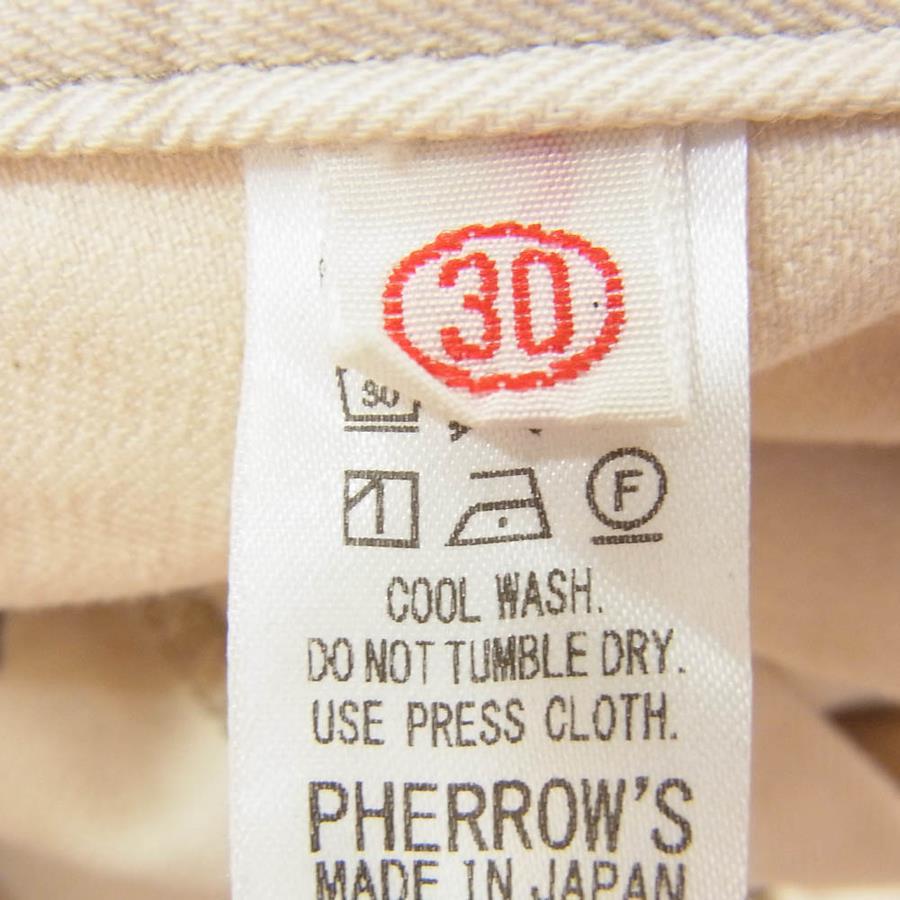 30
30
F
COOL WASH.
DO NOT TUMBLE DRY.
USE PRESS CLOTH.
PHERROW'S
MADE IN JAPAN